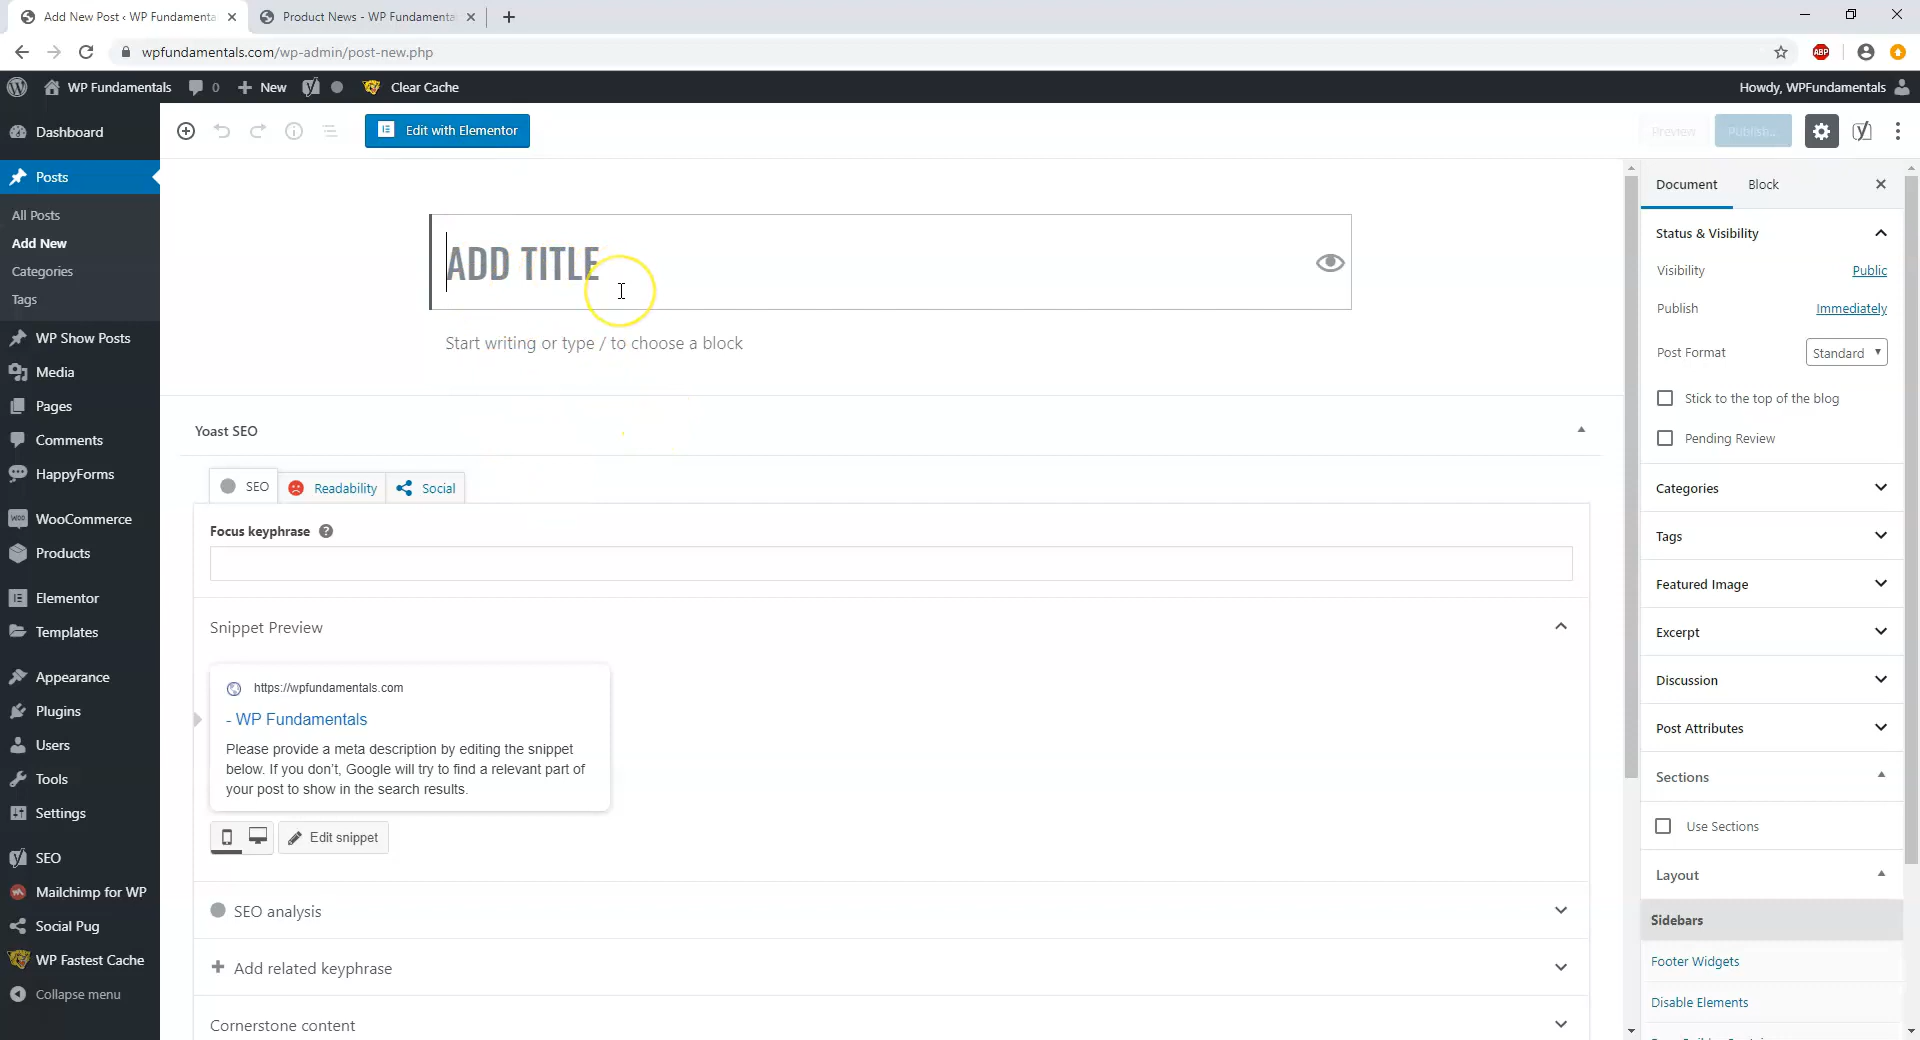 Add New Post ‹ WP Fundamenta
Product News - WP Fundamenta
wpfundamentals.com/wp-admin/post-new.php
ABP
WP Fundamentals
0
New
Clear Cache
Howdy, WPFundamentals
Dashboard
Posts
All Posts
Add New
Categories
Tags
WP Show Posts
Media
Pages
Comments
HappyForms
WooCommerce
Products
Elementor
Templates
Appearance
Plugins
Users
Tools
Settings
SEO
Mailchimp for WP
Social Pug
WP Fastest Cache
Collapse menu
Edit with Elementor
Preview
Publish...
ADD TITLE
Start writing or type / to choose a block
Yoast SEO
SEO
Readability
Social
Focus keyphrase
Snippet Preview
https://wpfundamentals.com
- WP Fundamentals
Please provide a meta description by editing the snippet
below. If you don’t, Google will try to find a relevant part of
your post to show in the search results.
Edit snippet
SEO analysis
Add related keyphrase
Cornerstone content
Document
Block
Status & Visibility
Visibility
Public
Publish
Immediately
Post Format
Standard
Stick to the top of the blog
Pending Review
Categories
Tags
Featured Image
Excerpt
Discussion
Post Attributes
Sections
Use Sections
Layout
Sidebars
Footer Widgets
Disable Elements